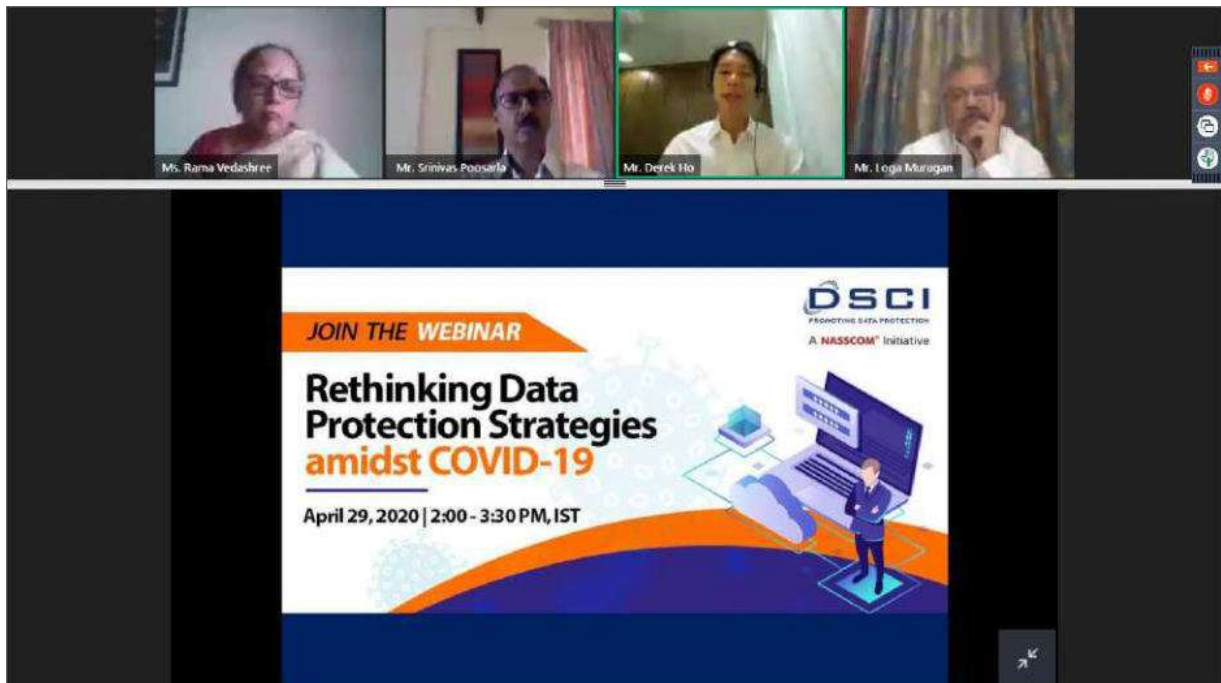 Ms. Rama Vedashree
Mr. Srinivas Poosarla
Mr. Derek Ho
Mr. Loga Murugan
DSCI
PROMOTING DATA PROTECTION
A NASSCOM® Initiative
JOIN THE WEBINAR
Rethinking Data
Protection Strategies
amidst COVID-19
April 29, 2020 | 2:00 - 3:30 PM, IST